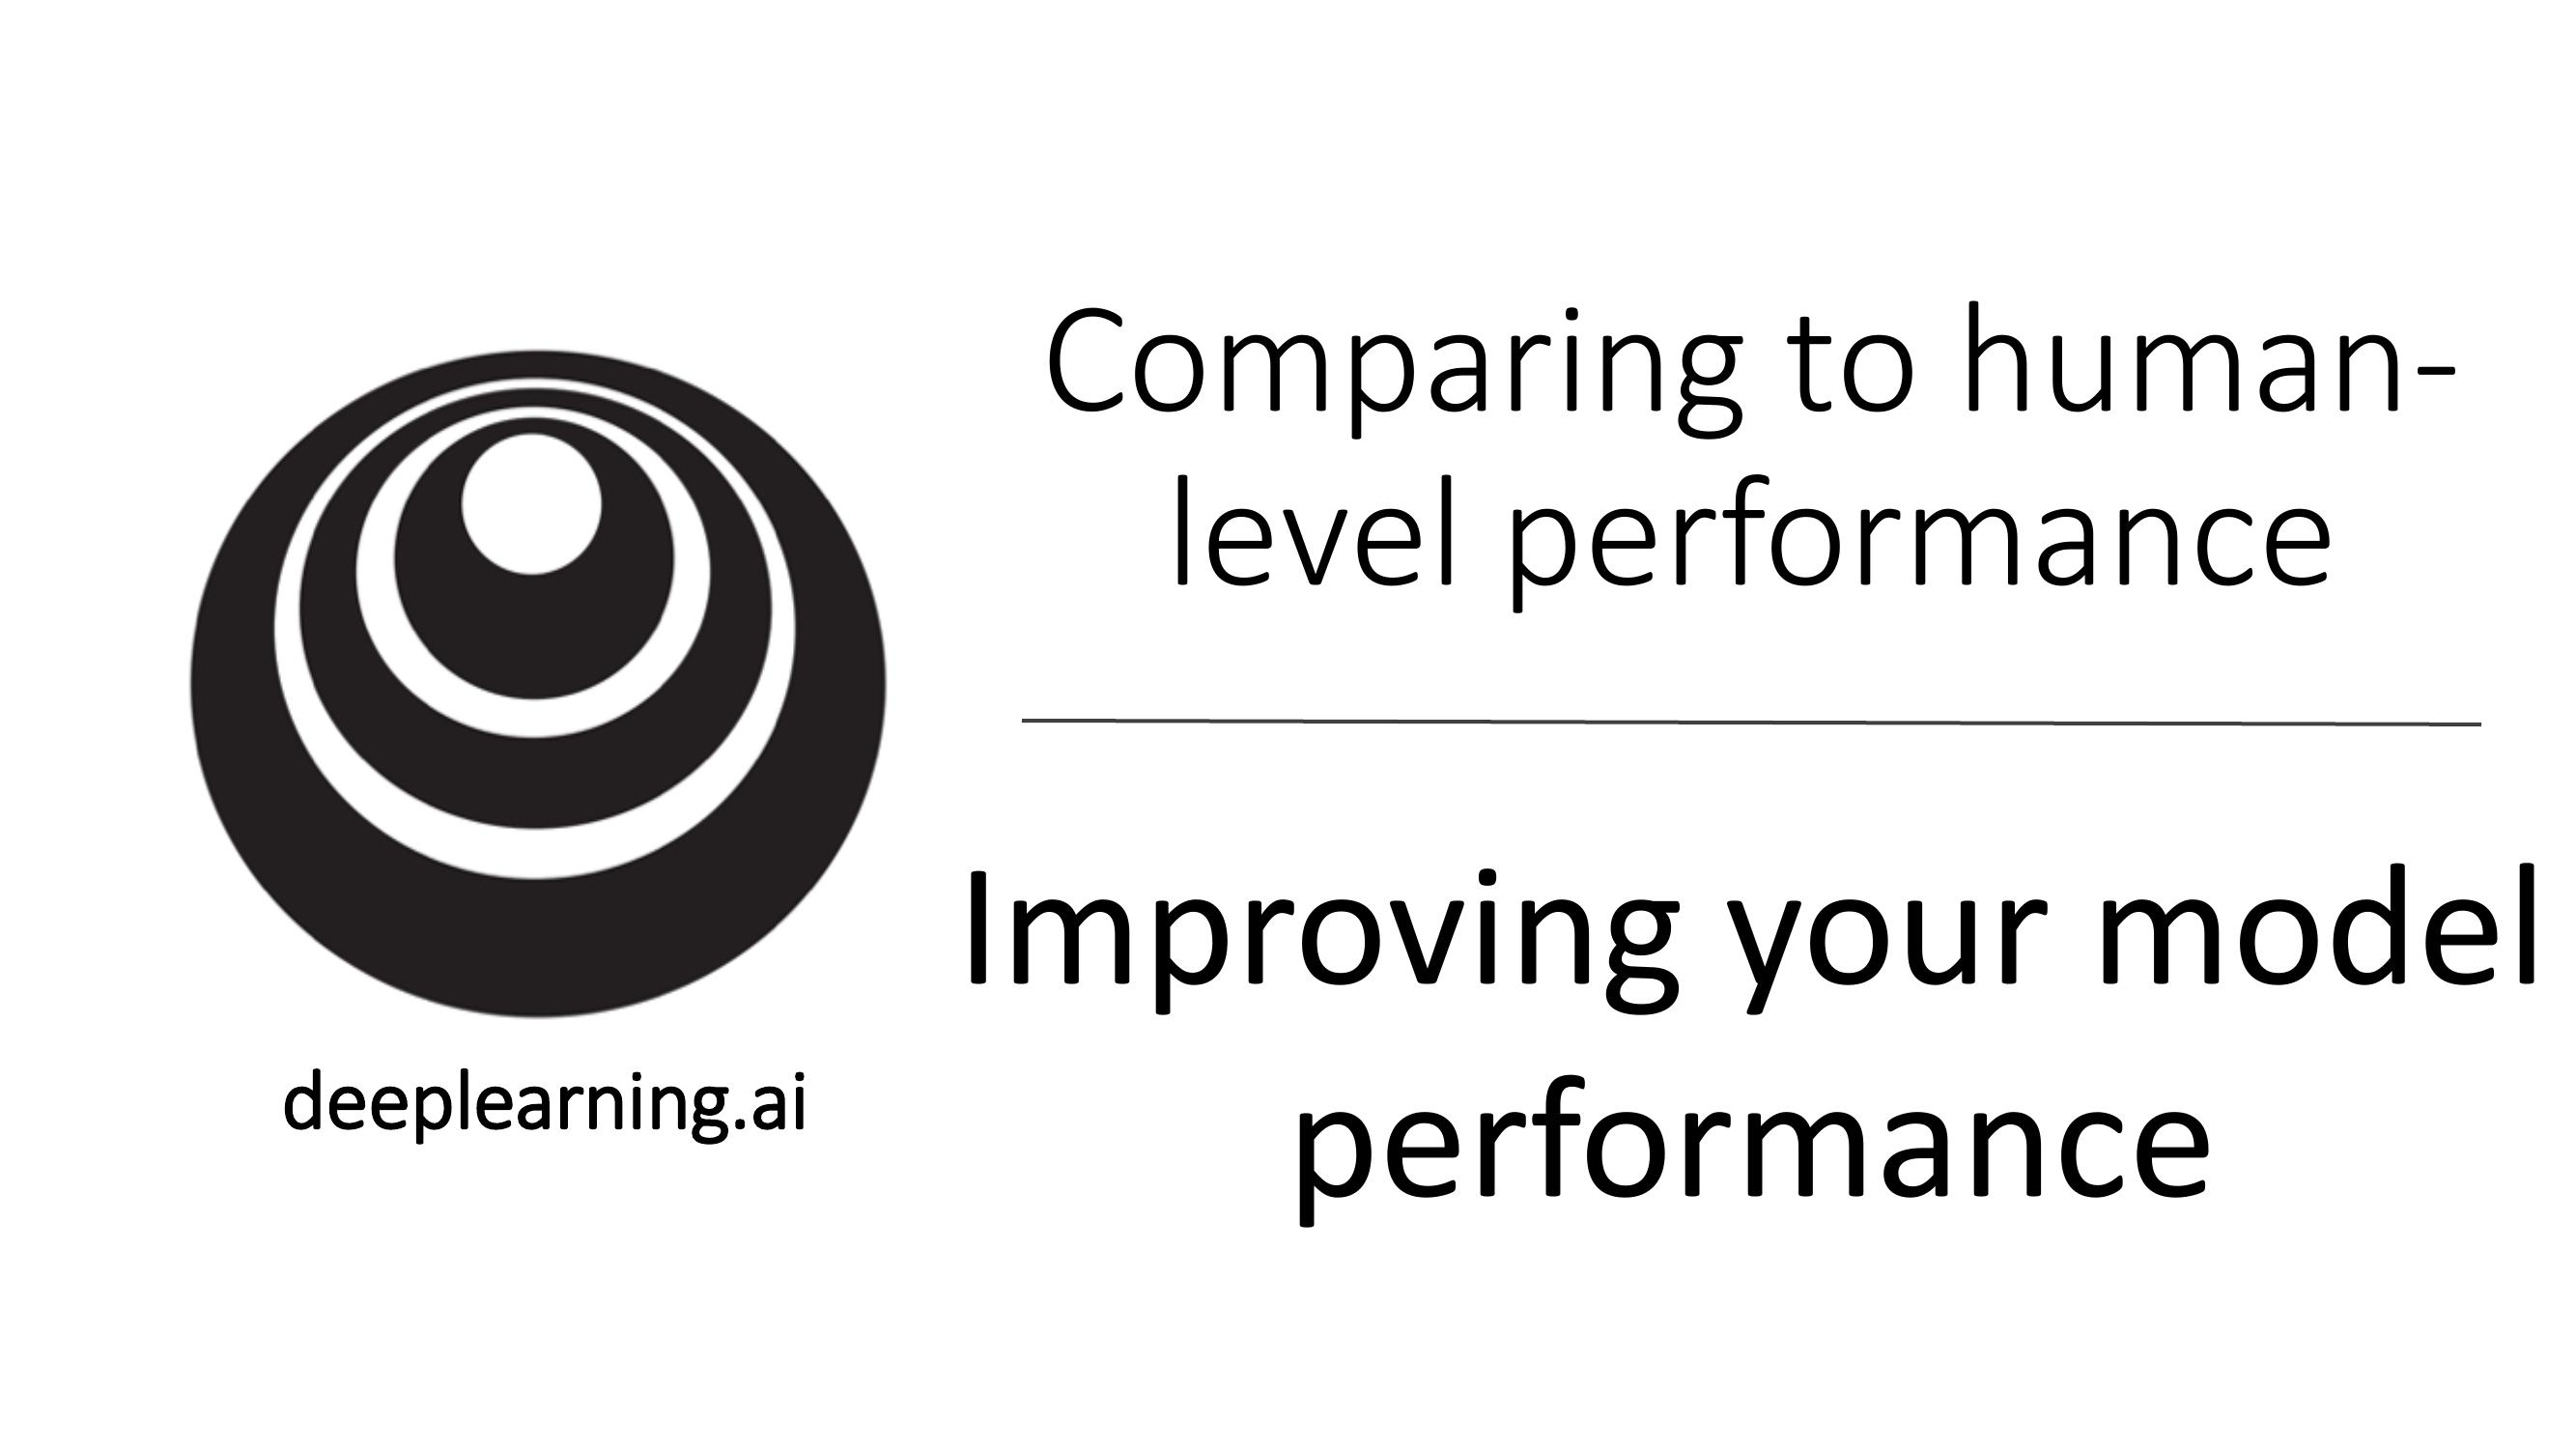 Comparing to human-
level performance
Improving your model
performance
deeplearning.ai